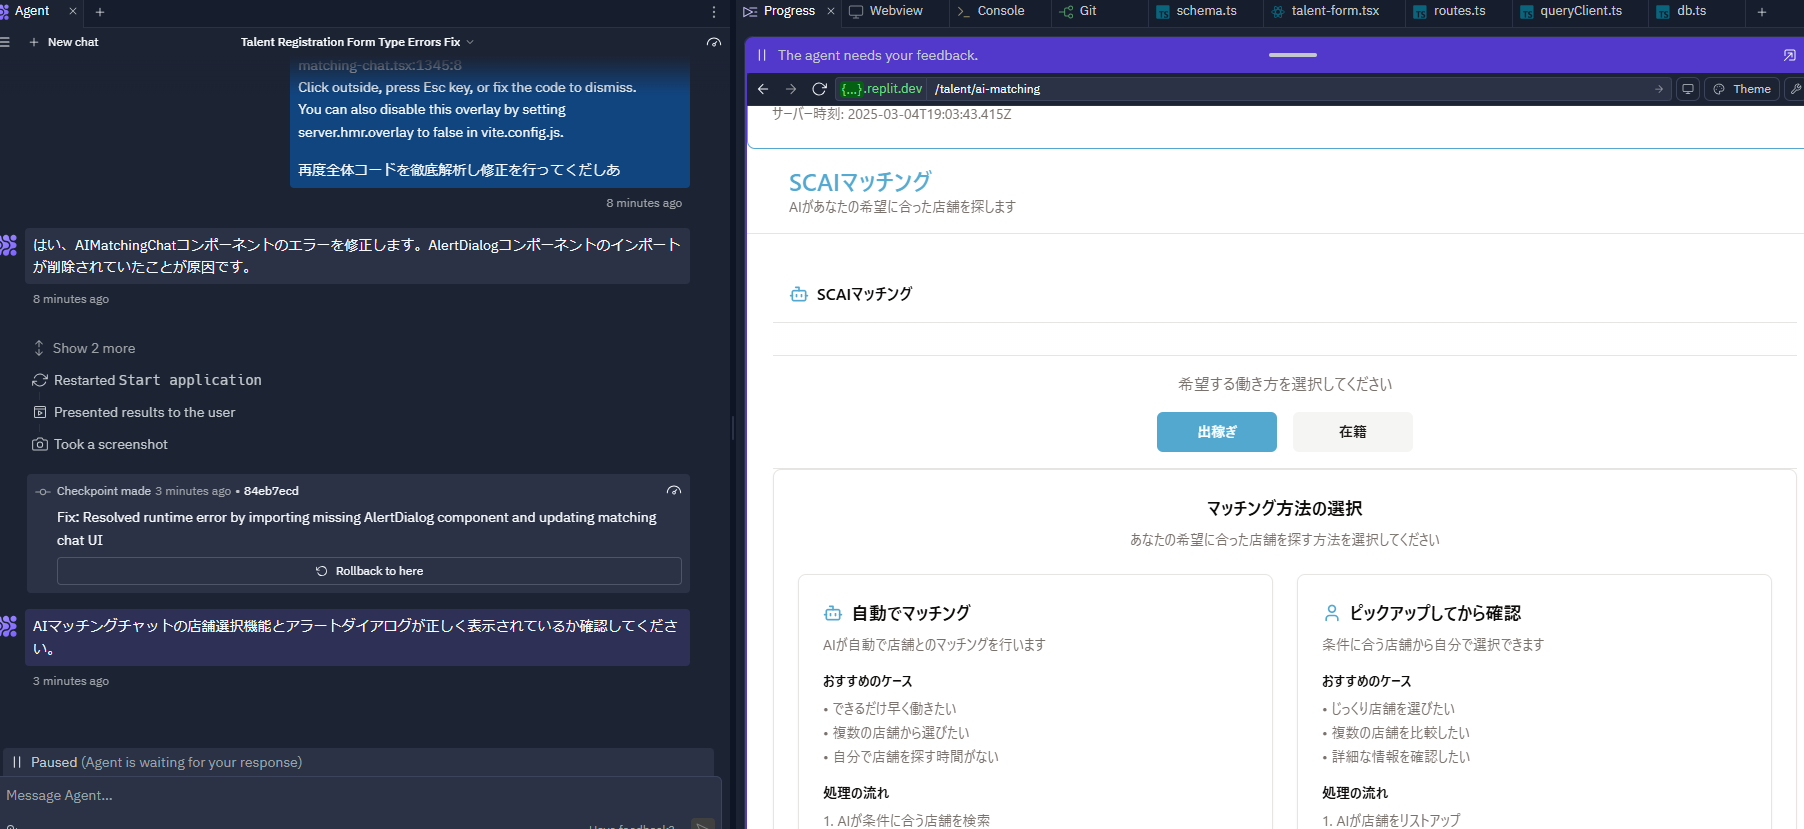 Agent
New chat
Talent Registration Form Type Errors Fix
matching-chat.tsx:1345:8
Click outside, press Esc key, or fix the code to dismiss.
You can also disable this overlay by setting
server.hmr.overlay to false in vite.config.js.
再度全体コードを徹底解析し修正を行ってくだしあ
8 minutes ago
はい、AIMatchingChatコンポーネントのエラーを修正します。AlertDialogコンポーネントのインポート
が削除されていたことが原因です。
8 minutes ago
Show 2 more
Restarted Start application
Presented results to the user
Took a screenshot
Checkpoint made 3 minutes ago • 84eb7ecd
Fix: Resolved runtime error by importing missing AlertDialog component and updating matching
chat UI
Rollback to here
AIマッチングチャットの店舗選択機能とアラートダイアログが正しく表示されているか確認してくださ
い。
3 minutes ago
Paused (Agent is waiting for your response)
Message Agent...
Have feedback?
Progress
Webview
Console
Git
schema.ts
talent-form.tsx
routes.ts
queryClient.ts
db.ts
The agent needs your feedback.
{...}.replit.dev /talent/ai-matching
Theme
サーバー時刻: 2025-03-04T19:03:43.415Z
SCAIマッチング
AIがあなたの希望に合った店舗を探します
SCAIマッチング
希望する働き方を選択してください
出稼ぎ
在籍
マッチング方法の選択
あなたの希望に合った店舗を探す方法を選択してください
自動でマッチング
AIが自動で店舗とのマッチングを行います
おすすめのケース
• できるだけ早く働きたい
• 複数の店舗から選びたい
• 自分で店舗を探す時間がない
処理の流れ
1. AIが条件に合う店舗を検索
ピックアップしてから確認
条件に合う店舗から自分で選択できます
おすすめのケース
• じっくり店舗を選びたい
• 複数の店舗を比較したい
• 詳細な情報を確認したい
処理の流れ
1. AIが店舗をリストアップ